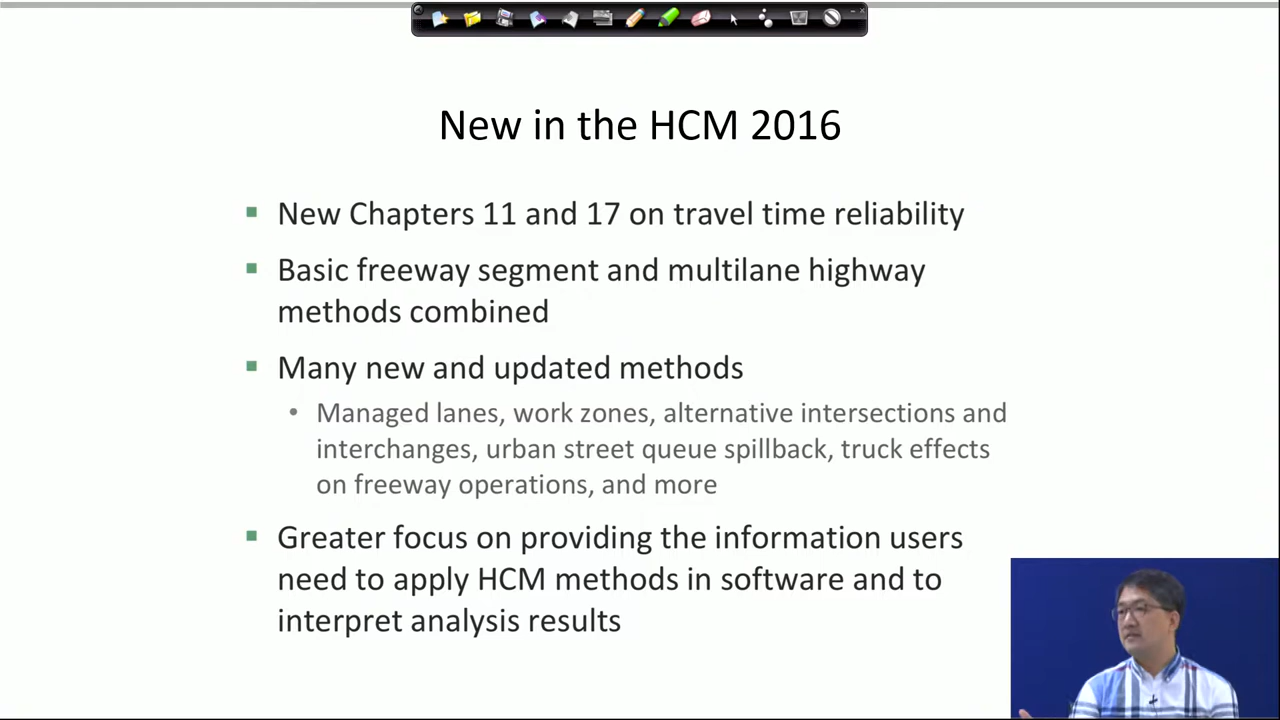 New in the HCM 2016
▪ New Chapters 11 and 17 on travel time reliability
▪ Basic freeway segment and multilane highway
methods combined
▪ Many new and updated methods
• Managed lanes, work zones, alternative intersections and
interchanges, urban street queue spillback, truck effects
on freeway operations, and more
▪ Greater focus on providing the information users
need to apply HCM methods in software and to
interpret analysis results